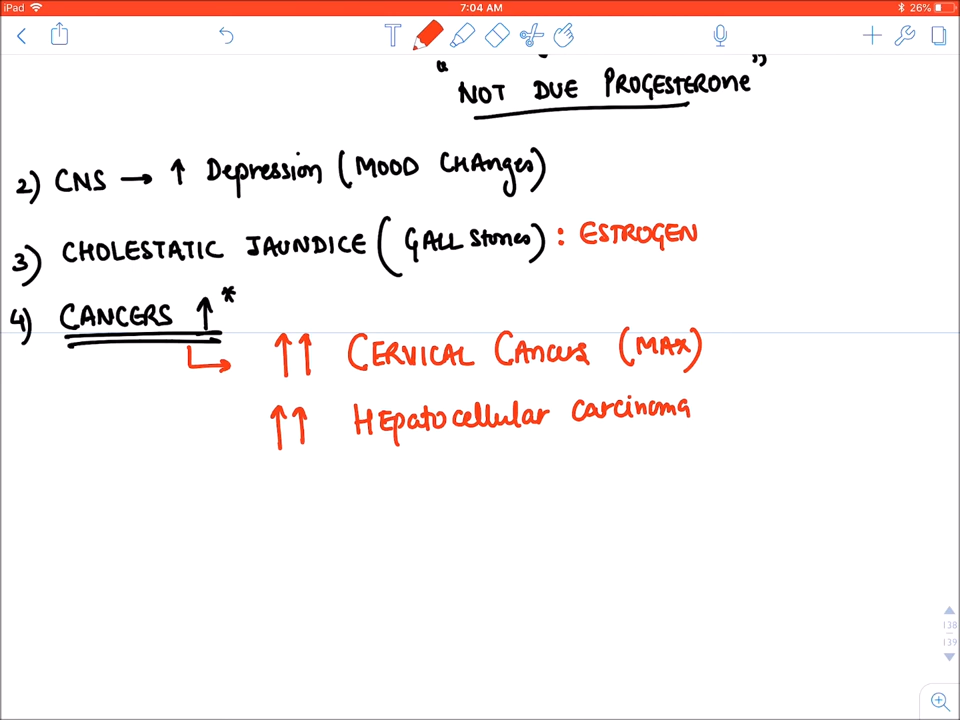 iPad 7:04 AM 26%
T
" NOT DUE PROGESTERONE "
2) CNS → ↑ Depression (MOOD CHANGES)
3) CHOLESTATIC JAUNDICE (GALL Stones) : ESTROGEN
4) CANCERS ↑ *
↑↑ CERVICAL CANCER (MAX)
↑↑ HEpatocellular carcinoma
138
139